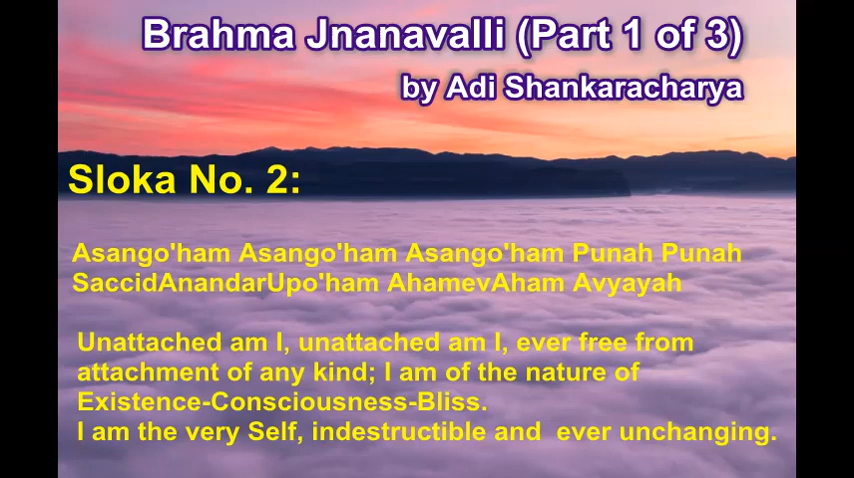 Brahma Jnanavalli (Part 1 of 3)
by Adi Shankaracharya
Sloka No. 2:
Asango'ham Asango'ham Asango'ham Punah Punah
SaccidAnandarUpo'ham AhamevAham Avyayah
Unattached am I, unattached am I, ever free from
attachment of any kind; I am of the nature of
Existence-Consciousness-Bliss.
I am the very Self, indestructible and  ever unchanging.